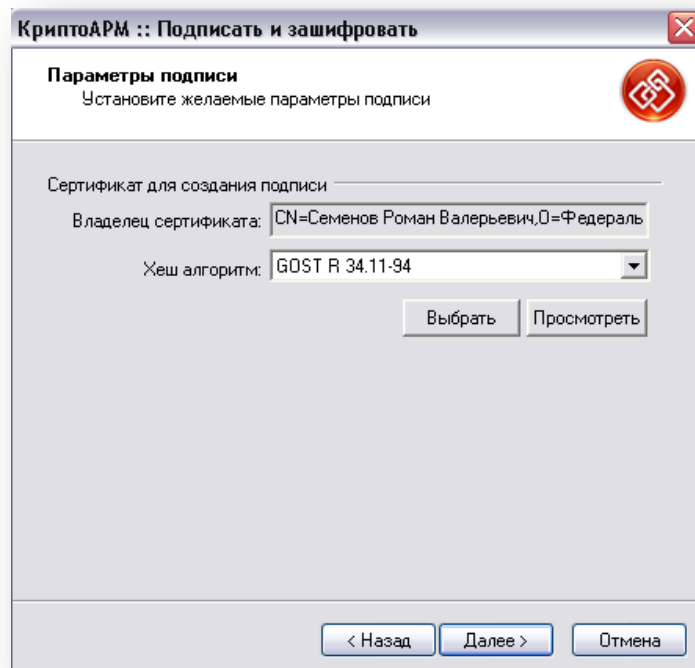 КриптоАРМ :: Подписать и зашифровать
Параметры подписи
Установите желаемые параметры подписи
Сертификат для создания подписи
Владелец сертификата: CN=Семенов Роман Валерьевич,O=Федераль
Хеш алгоритм: GOST R 34.11-94
Выбрать Просмотреть
< Назад Далее > Отмена